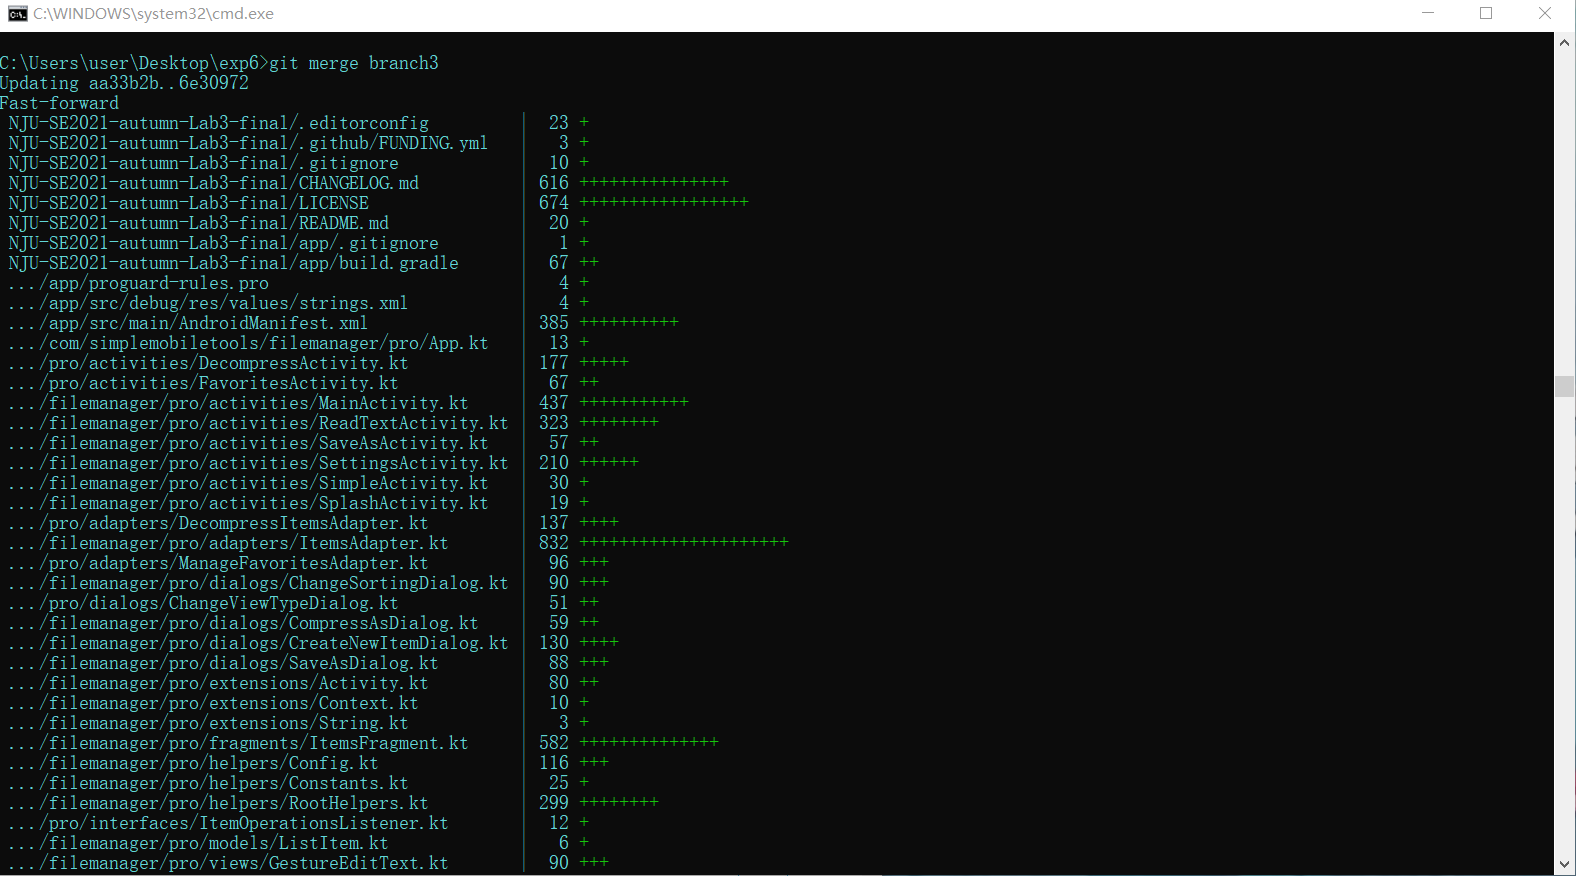 C:\WINDOWS\system32\cmd.exe
C:\Users\user\Desktop\exp6>git merge branch3
Updating aa33b2b..6e30972
Fast-forward
 NJU-SE2021-autumn-Lab3-final/.editorconfig         |  23 +
 NJU-SE2021-autumn-Lab3-final/.github/FUNDING.yml   |   3 +
 NJU-SE2021-autumn-Lab3-final/.gitignore            |  10 +
 NJU-SE2021-autumn-Lab3-final/CHANGELOG.md          | 616 +++++++++++++++
 NJU-SE2021-autumn-Lab3-final/LICENSE               | 674 +++++++++++++++++
 NJU-SE2021-autumn-Lab3-final/README.md             |  20 +
 NJU-SE2021-autumn-Lab3-final/app/.gitignore        |   1 +
 NJU-SE2021-autumn-Lab3-final/app/build.gradle      |  67 ++
 .../app/proguard-rules.pro                         |   4 +
 .../app/src/debug/res/values/strings.xml           |   4 +
 .../app/src/main/AndroidManifest.xml               | 385 ++++++++++
 .../com/simplemobiletools/filemanager/pro/App.kt   |  13 +
 .../pro/activities/DecompressActivity.kt           | 177 +++++
 .../pro/activities/FavoritesActivity.kt            |  67 ++
 .../filemanager/pro/activities/MainActivity.kt     | 437 +++++++++++
 .../filemanager/pro/activities/ReadTextActivity.kt | 323 ++++++++
 .../filemanager/pro/activities/SaveAsActivity.kt   |  57 ++
 .../filemanager/pro/activities/SettingsActivity.kt | 210 ++++++
 .../filemanager/pro/activities/SimpleActivity.kt   |  30 +
 .../filemanager/pro/activities/SplashActivity.kt   |  19 +
 .../pro/adapters/DecompressItemsAdapter.kt         | 137 ++++
 .../filemanager/pro/adapters/ItemsAdapter.kt       | 832 +++++++++++++++++++++
 .../pro/adapters/ManageFavoritesAdapter.kt         |  96 +++
 .../filemanager/pro/dialogs/ChangeSortingDialog.kt |  90 +++
 .../pro/dialogs/ChangeViewTypeDialog.kt            |  51 ++
 .../filemanager/pro/dialogs/CompressAsDialog.kt    |  59 ++
 .../filemanager/pro/dialogs/CreateNewItemDialog.kt | 130 ++++
 .../filemanager/pro/dialogs/SaveAsDialog.kt        |  88 +++
 .../filemanager/pro/extensions/Activity.kt         |  80 ++
 .../filemanager/pro/extensions/Context.kt          |  10 +
 .../filemanager/pro/extensions/String.kt           |   3 +
 .../filemanager/pro/fragments/ItemsFragment.kt     | 582 ++++++++++++++
 .../filemanager/pro/helpers/Config.kt              | 116 +++
 .../filemanager/pro/helpers/Constants.kt           |  25 +
 .../filemanager/pro/helpers/RootHelpers.kt         | 299 ++++++++
 .../pro/interfaces/ItemOperationsListener.kt       |  12 +
 .../filemanager/pro/models/ListItem.kt             |   6 +
 .../filemanager/pro/views/GestureEditText.kt       |  90 +++